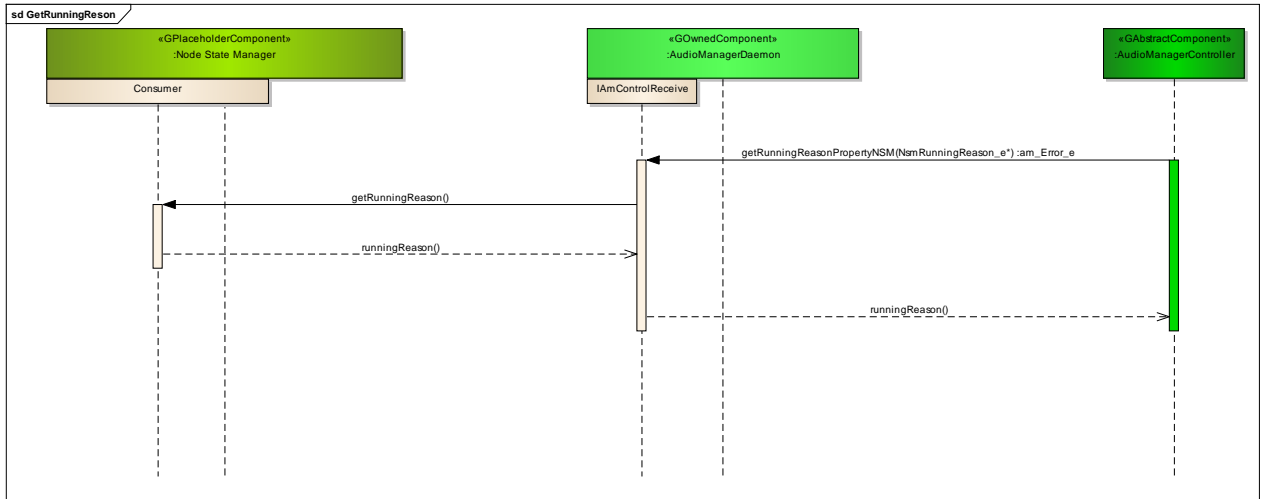 sd GetRunningReson
«GPlaceholderComponent»
:Node State Manager
«GOwnedComponent»
:AudioManagerDaemon
«GAbstractComponent»
:AudioManagerController
Consumer
IAmControlReceive
getRunningReasonPropertyNSM(NsmRunningReason_e*) :am_Error_e
getRunningReason()
runningReason()
runningReason()